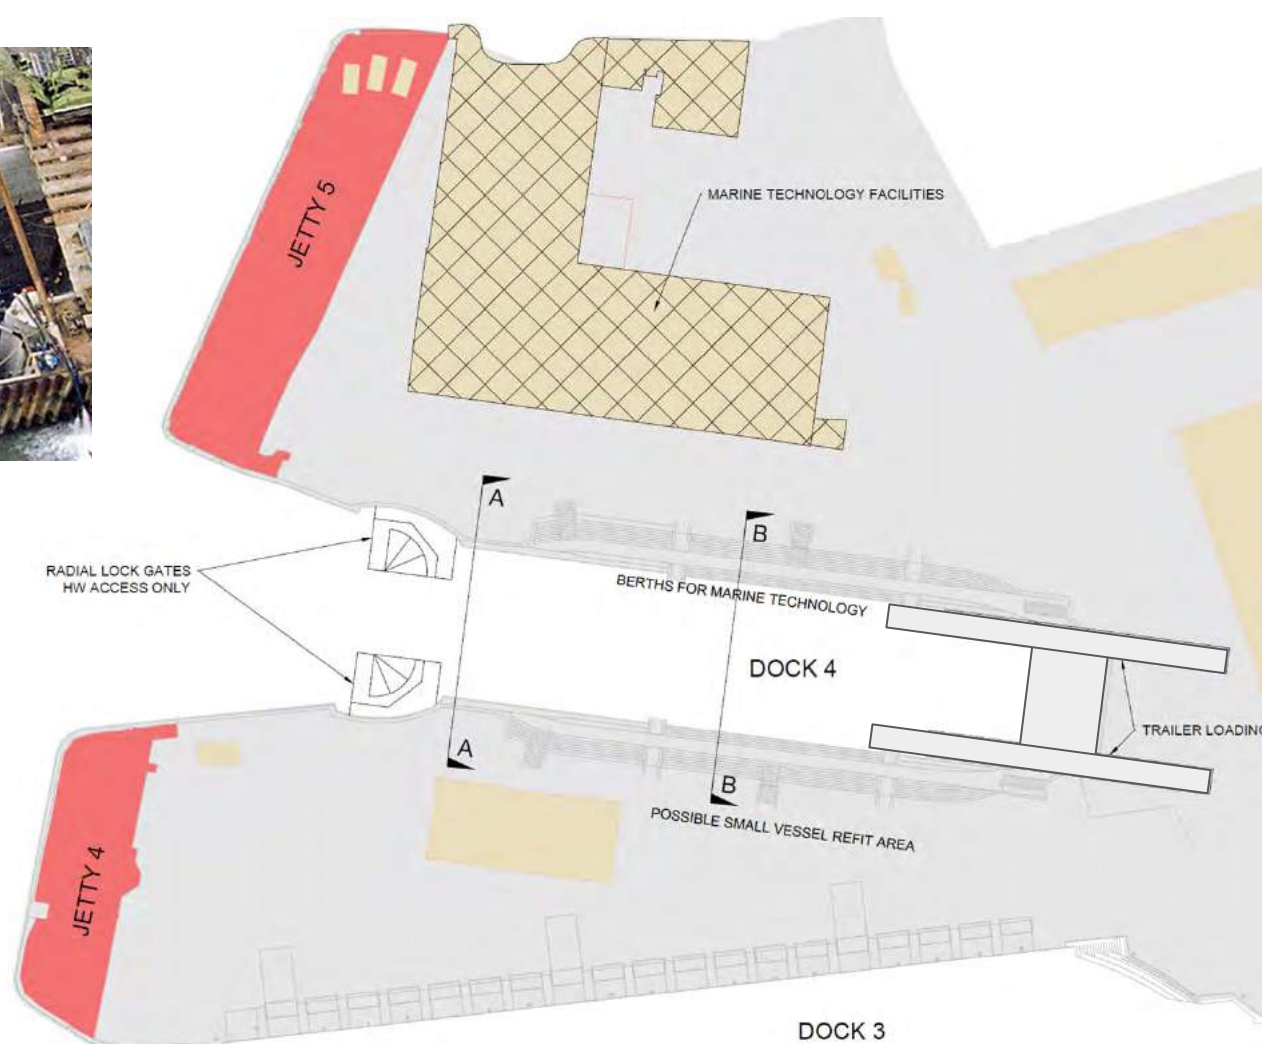 JETTY 5
MARINE TECHNOLOGY FACILITIES
A
B
RADIAL LOCK GATES
HW ACCESS ONLY
BERTHS FOR MARINE TECHNOLOGY
DOCK 4
TRAILER LOADING
A
B
POSSIBLE SMALL VESSEL REFIT AREA
JETTY 4
DOCK 3